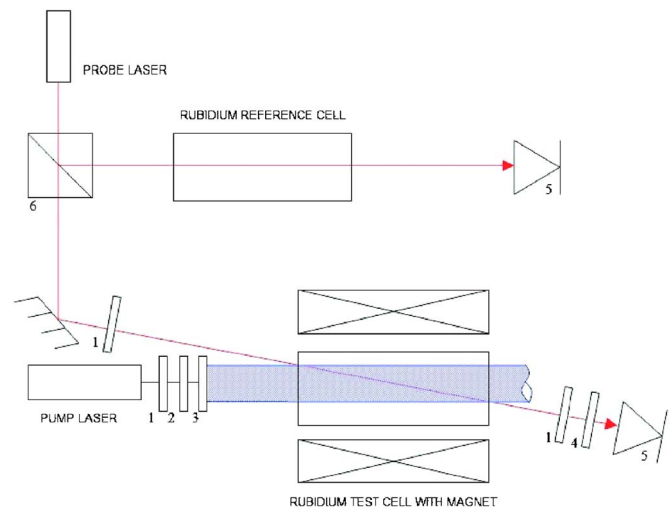 PROBE LASER
RUBIDIUM REFERENCE CELL
5
6
1
PUMP LASER
1 2 3
1 4
5
RUBIDIUM TEST CELL WITH MAGNET